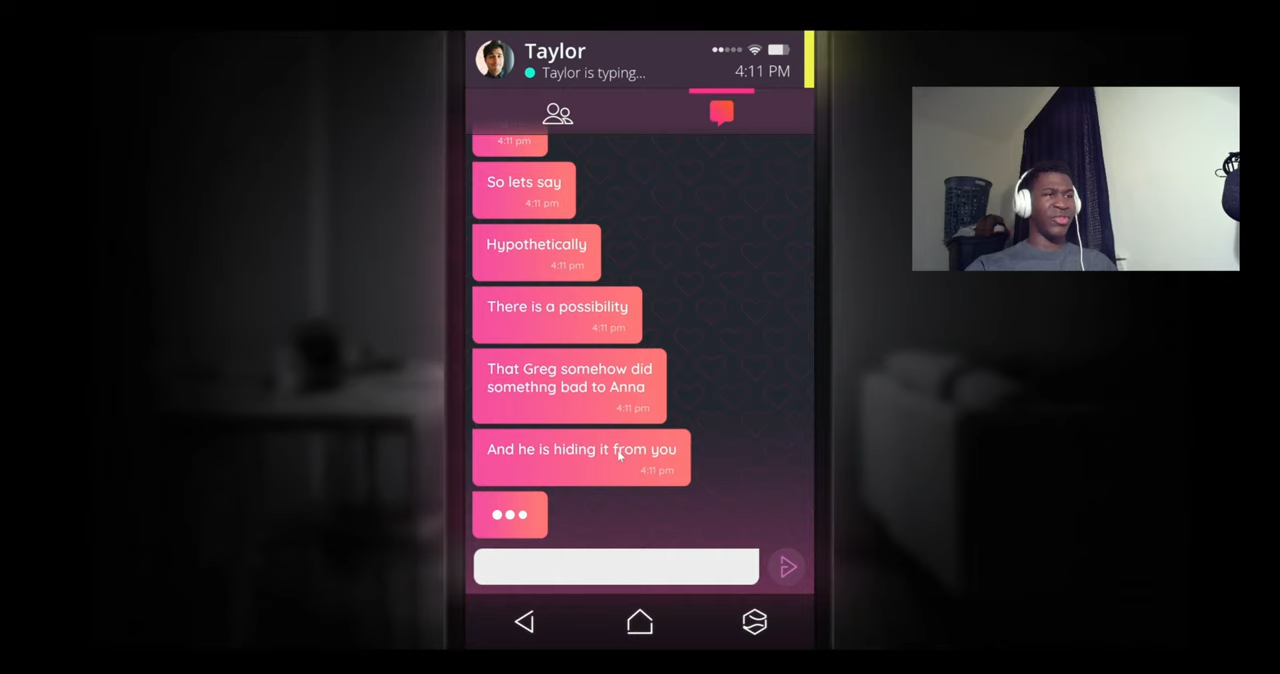 Taylor
Taylor is typing...
4:11 PM
4:11 pm
So lets say
4:11 pm
Hypothetically
4:11 pm
There is a possibility
4:11 pm
That Greg somehow did
somethng bad to Anna
4:11 pm
And he is hiding it from you
4:11 pm